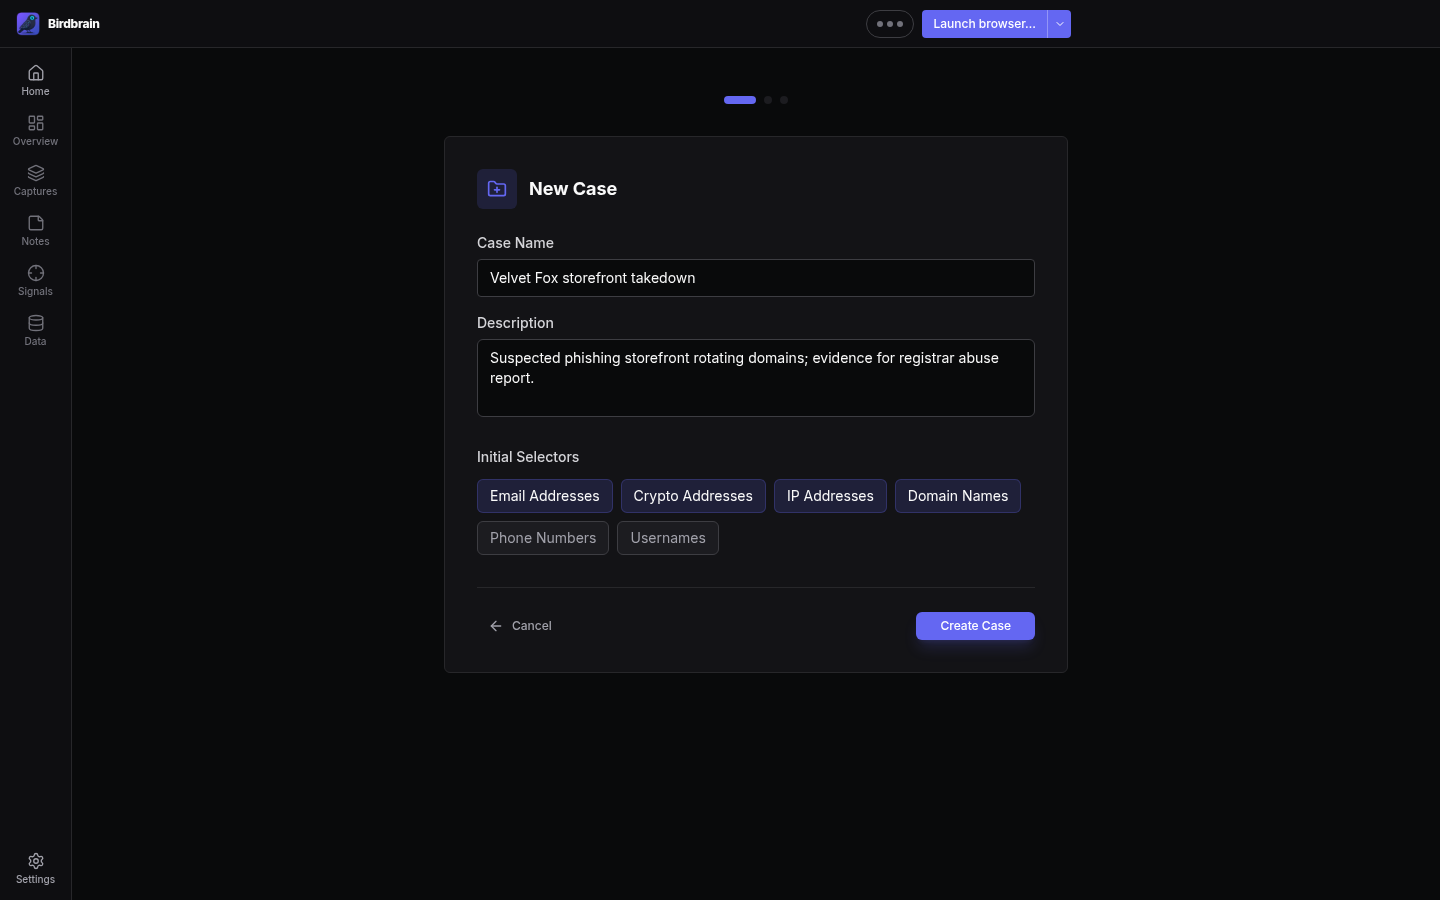 Birdbrain
Launch browser...
Home
Overview
Captures
Notes
Signals
Data
Settings
New Case
Case Name
Velvet Fox storefront takedown
Description
Suspected phishing storefront rotating domains; evidence for registrar abuse
report.
Initial Selectors
Email Addresses
Crypto Addresses
IP Addresses
Domain Names
Phone Numbers
Usernames
Cancel
Create Case